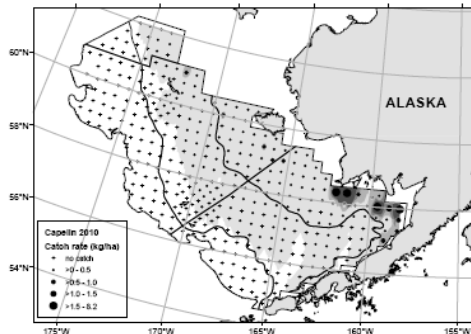 60°N
58°N
56°N
54°N
ALASKA
Capelin 2010
Catch rate (kg/ha)
no catch
>0 - 0.5
>0.5 - 1.0
>1.0 - 1.5
>1.5 - 8.2
175°W
170°W
165°W
160°W
155°W